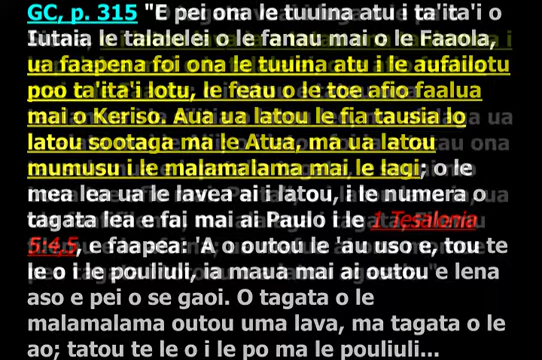 GC, p. 315 "E pei ona le tuuina atu i ta'ita'i o
Iutaia le talalelei o le fanau mai o le Faaola,
ua faapena foi ona le tuuina atu i le aufailotu
poo ta'ita'i lotu, le feau o le toe afio faalua
mai o Keriso. Aua ua latou le fia tausia lo
latou sootaga ma le Atua, ma ua latou
mumusu i le malamalama mai le lagi; o le
mea lea ua le lavea ai i latou, i le numera o
tagata lea e fai mai ai Paulo i le 1 Tesalonia
5:4,5, e faapea: 'A o outou le 'au uso e, tou te
le o i le pouliuli, ia maua mai ai outou e lena
aso e pei o se gaoi. O tagata o le
malamalama outou uma lava, ma tagata o le
ao; tatou te le o i le po ma le pouliuli...